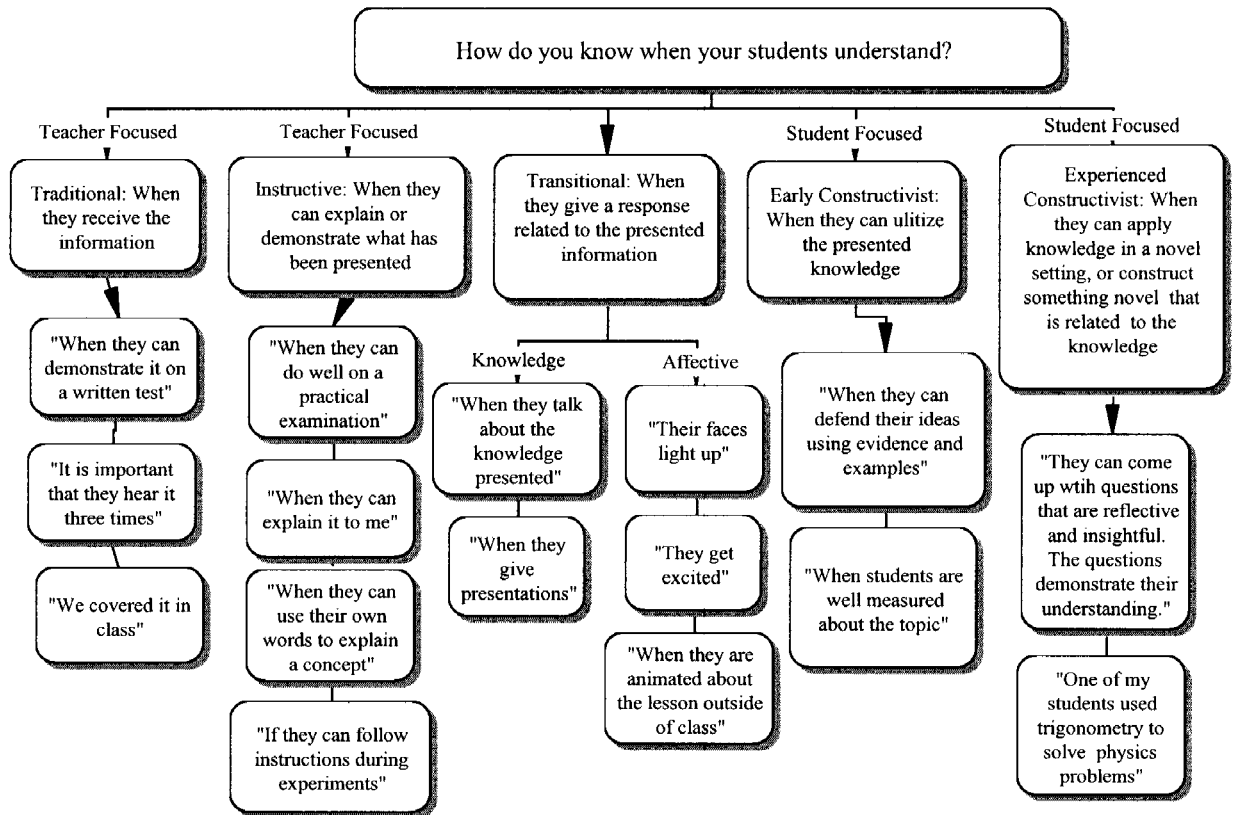 How do you know when your students understand?
Teacher Focused
Traditional: When
they receive the
information
"When they can
demonstrate it on
a written test"
"It is important
that they hear it
three times"
"We covered it in
class"
Teacher Focused
Instructive: When they
can explain or
demonstrate what has
been presented
"When they can
do well on a
practical
examination"
"When they can
explain it to me"
"When they can
use their own
words to explain
a concept"
"If they can follow
instructions during
experiments"
Transitional: When
they give a response
related to the presented
information
Knowledge
"When they talk
about the
knowledge
presented"
"When they
give
presentations"
Affective
"Their faces
light up"
"They get
excited"
"When they are
animated about
the lesson outside
of class"
Student Focused
Early Constructivist:
When they can ulitize
the presented
knowledge
"When they can
defend their ideas
using evidence and
examples"
"When students are
well measured
about the topic"
Student Focused
Experienced
Constructivist: When
they can apply
knowledge in a novel
setting, or construct
something novel that
is related to the
knowledge
"They can come
up wtih questions
that are reflective
and insightful.
The questions
demonstrate their
understanding."
"One of my
students used
trigonometry to
solve physics
problems"